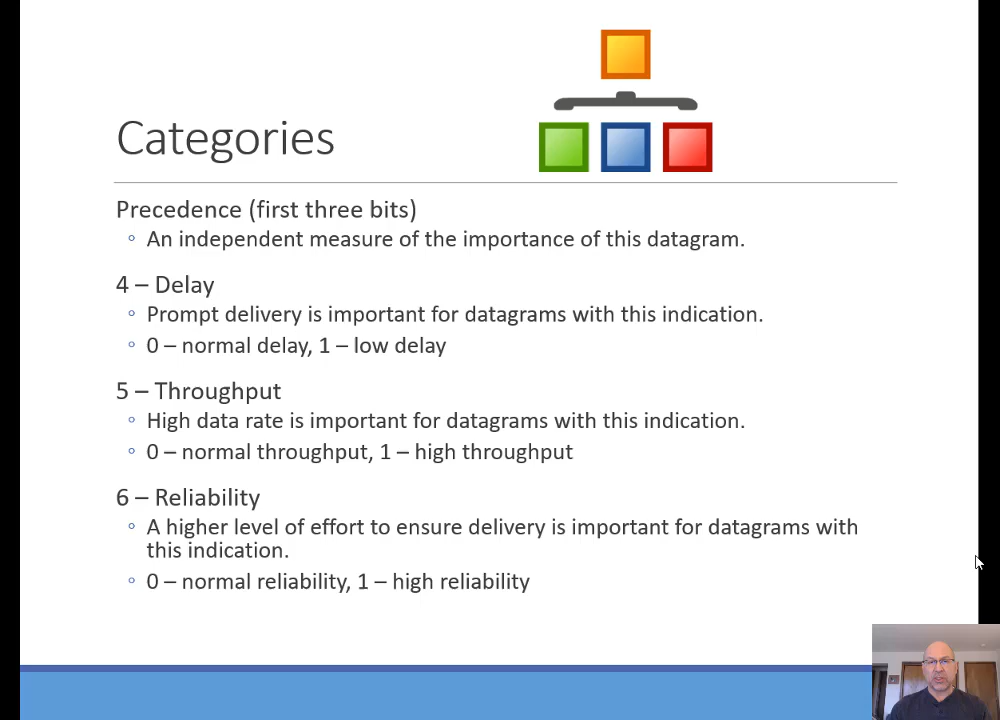 Categories
Precedence (first three bits)
◦ An independent measure of the importance of this datagram.
4 – Delay
◦ Prompt delivery is important for datagrams with this indication.
◦ 0 – normal delay, 1 – low delay
5 – Throughput
◦ High data rate is important for datagrams with this indication.
◦ 0 – normal throughput, 1 – high throughput
6 – Reliability
◦ A higher level of effort to ensure delivery is important for datagrams with
this indication.
◦ 0 – normal reliability, 1 – high reliability